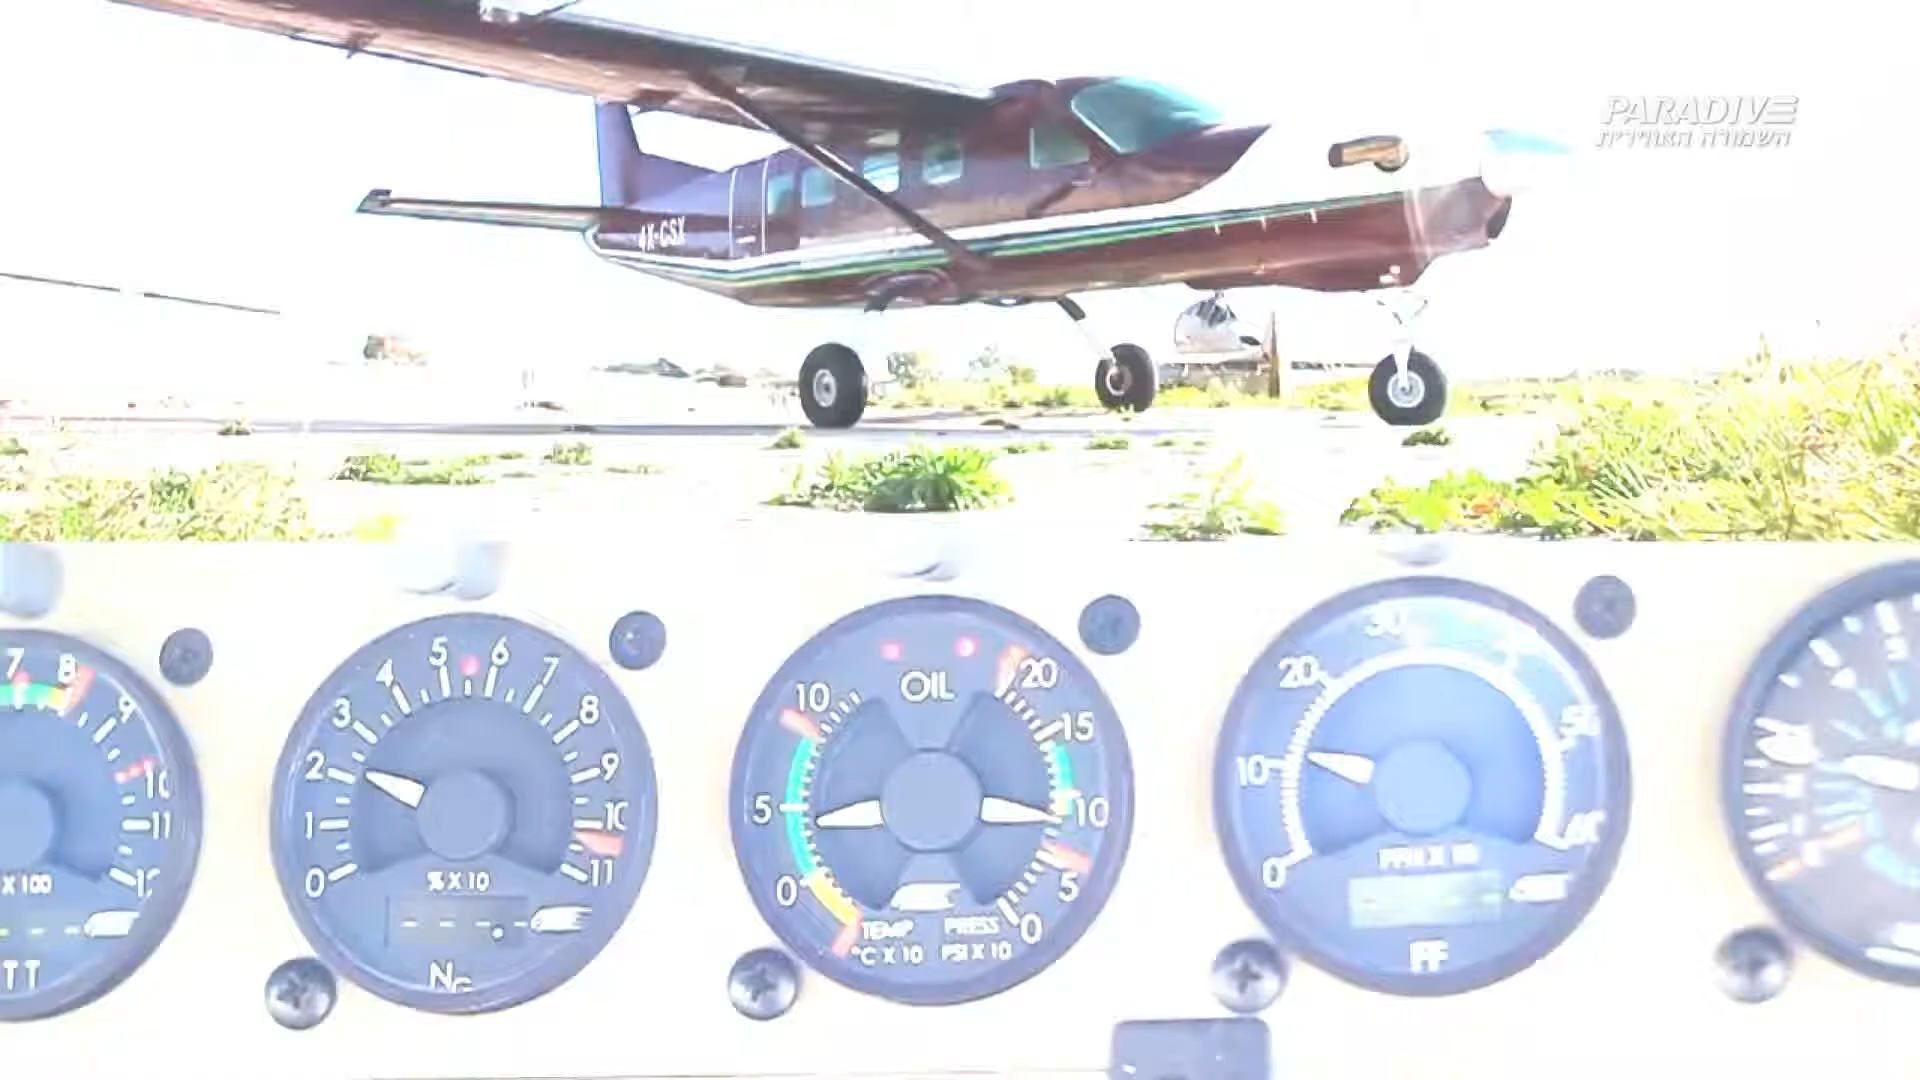 PARADIVE
השמורה האווירית
4X-CSX
7 8 9 10 11 12
X 100
TT
0 1 2 3 4 5 6 7 8 9 10 11
% X 10
NG
OIL
10 5 0
20 15 10 5 0
TEMP PRESS
°C X 10 PSI X 10
0 10 20 30 50
PPH X 10
FF